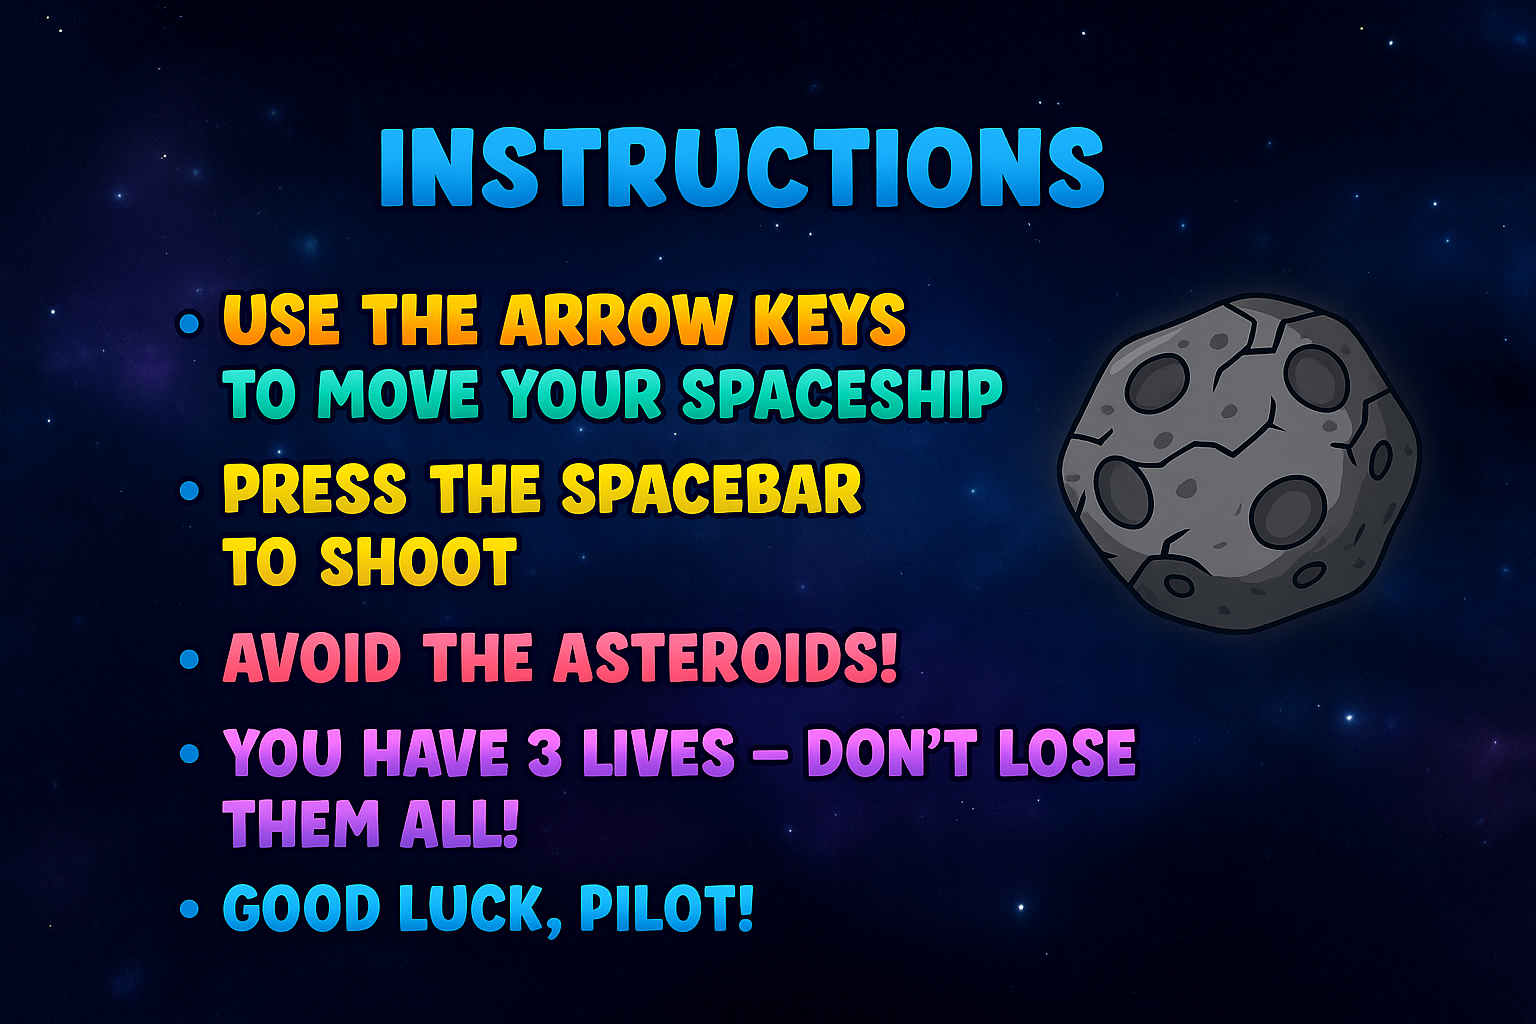 INSTRUCTIONS
• USE THE ARROW KEYS
TO MOVE YOUR SPACESHIP
• PRESS THE SPACEBAR
TO SHOOT
• AVOID THE ASTEROIDS!
• YOU HAVE 3 LIVES – DON’T LOSE
THEM ALL!
• GOOD LUCK, PILOT!